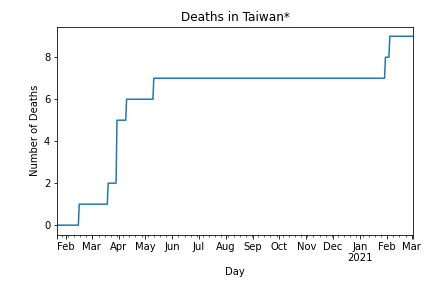 Deaths in Taiwan*
Number of Deaths
8
6
4
2
0
Feb Mar Apr May Jun Jul Aug Sep Oct Nov Dec Jan Feb Mar
2021
Day